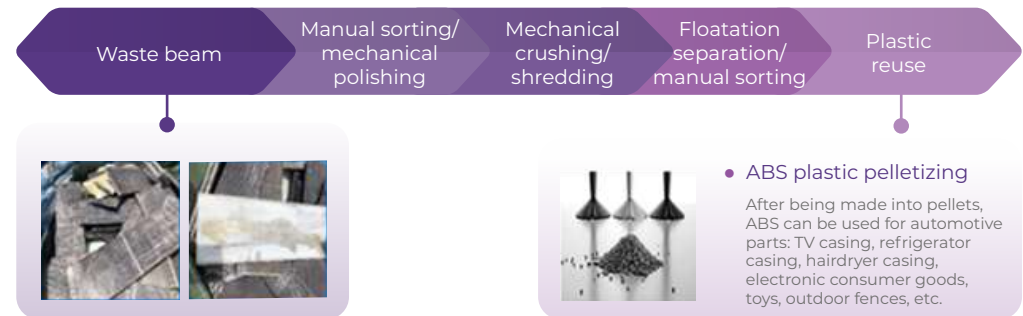 Waste beam
Manual sorting/
mechanical
polishing
Mechanical
crushing/
shredding
Floatation
separation/
manual sorting
Plastic
reuse
ABS plastic pelletizing
After being made into pellets,
ABS can be used for automotive
parts: TV casing, refrigerator
casing, hairdryer casing,
electronic consumer goods,
toys, outdoor fences, etc.